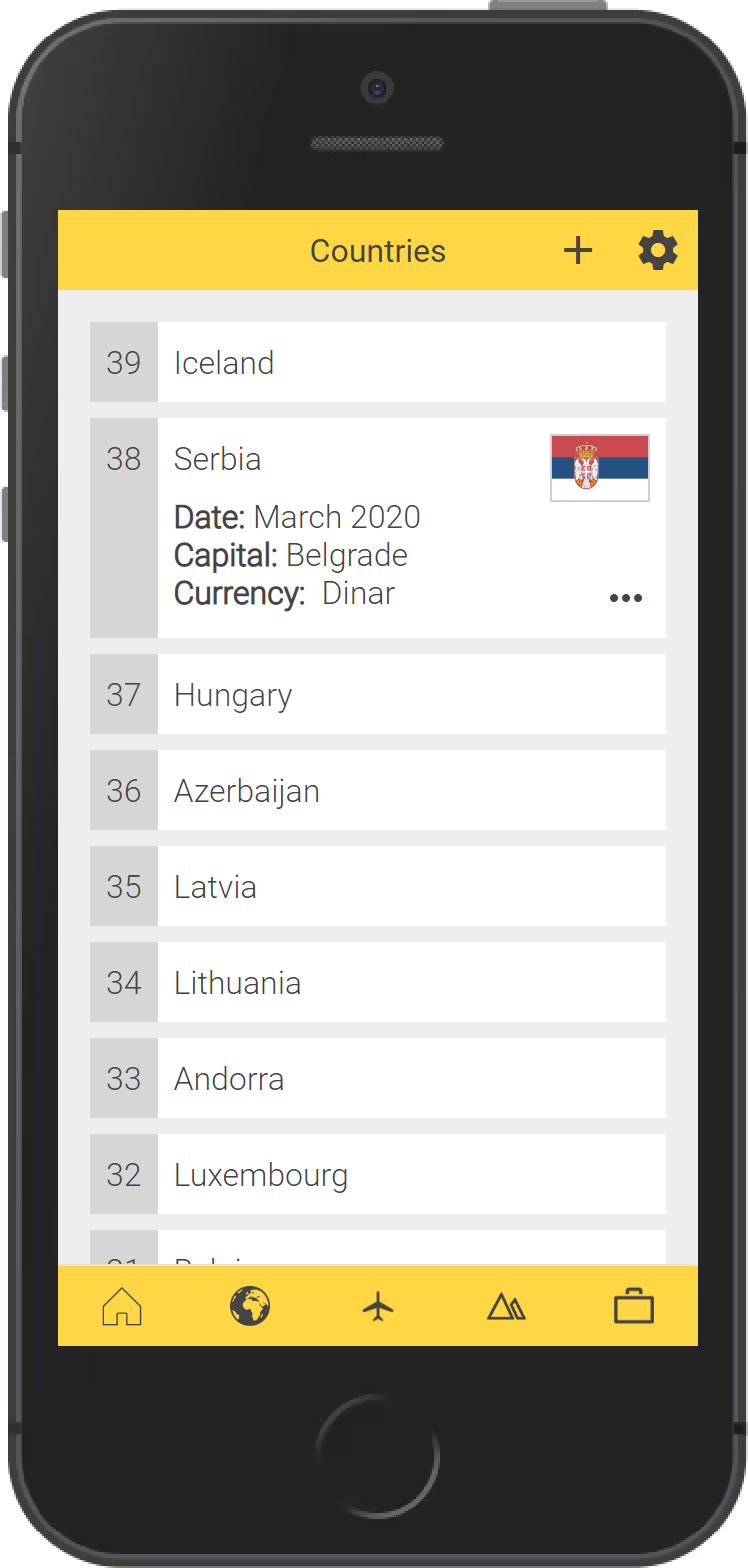 Countries
39 Iceland
38 Serbia
Date: March 2020
Capital: Belgrade
Currency: Dinar
37 Hungary
36 Azerbaijan
35 Latvia
34 Lithuania
33 Andorra
32 Luxembourg